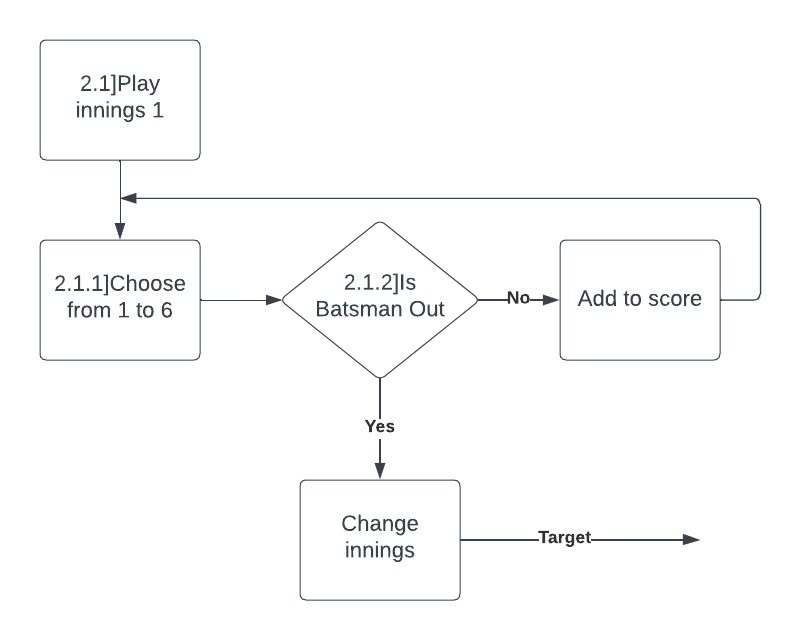 2.1]Play
innings 1
2.1.1]Choose
from 1 to 6
2.1.2]Is
Batsman Out
No
Add to score
Yes
Change
innings
Target